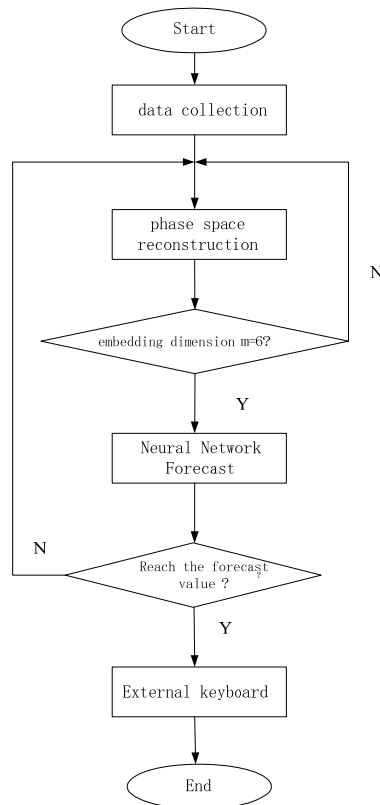 Start
data collection
phase space
reconstruction
N
embedding dimension m=6?
Y
Neural Network
Forecast
N
Reach the forecast
value ?
?
Y
External keyboard
End